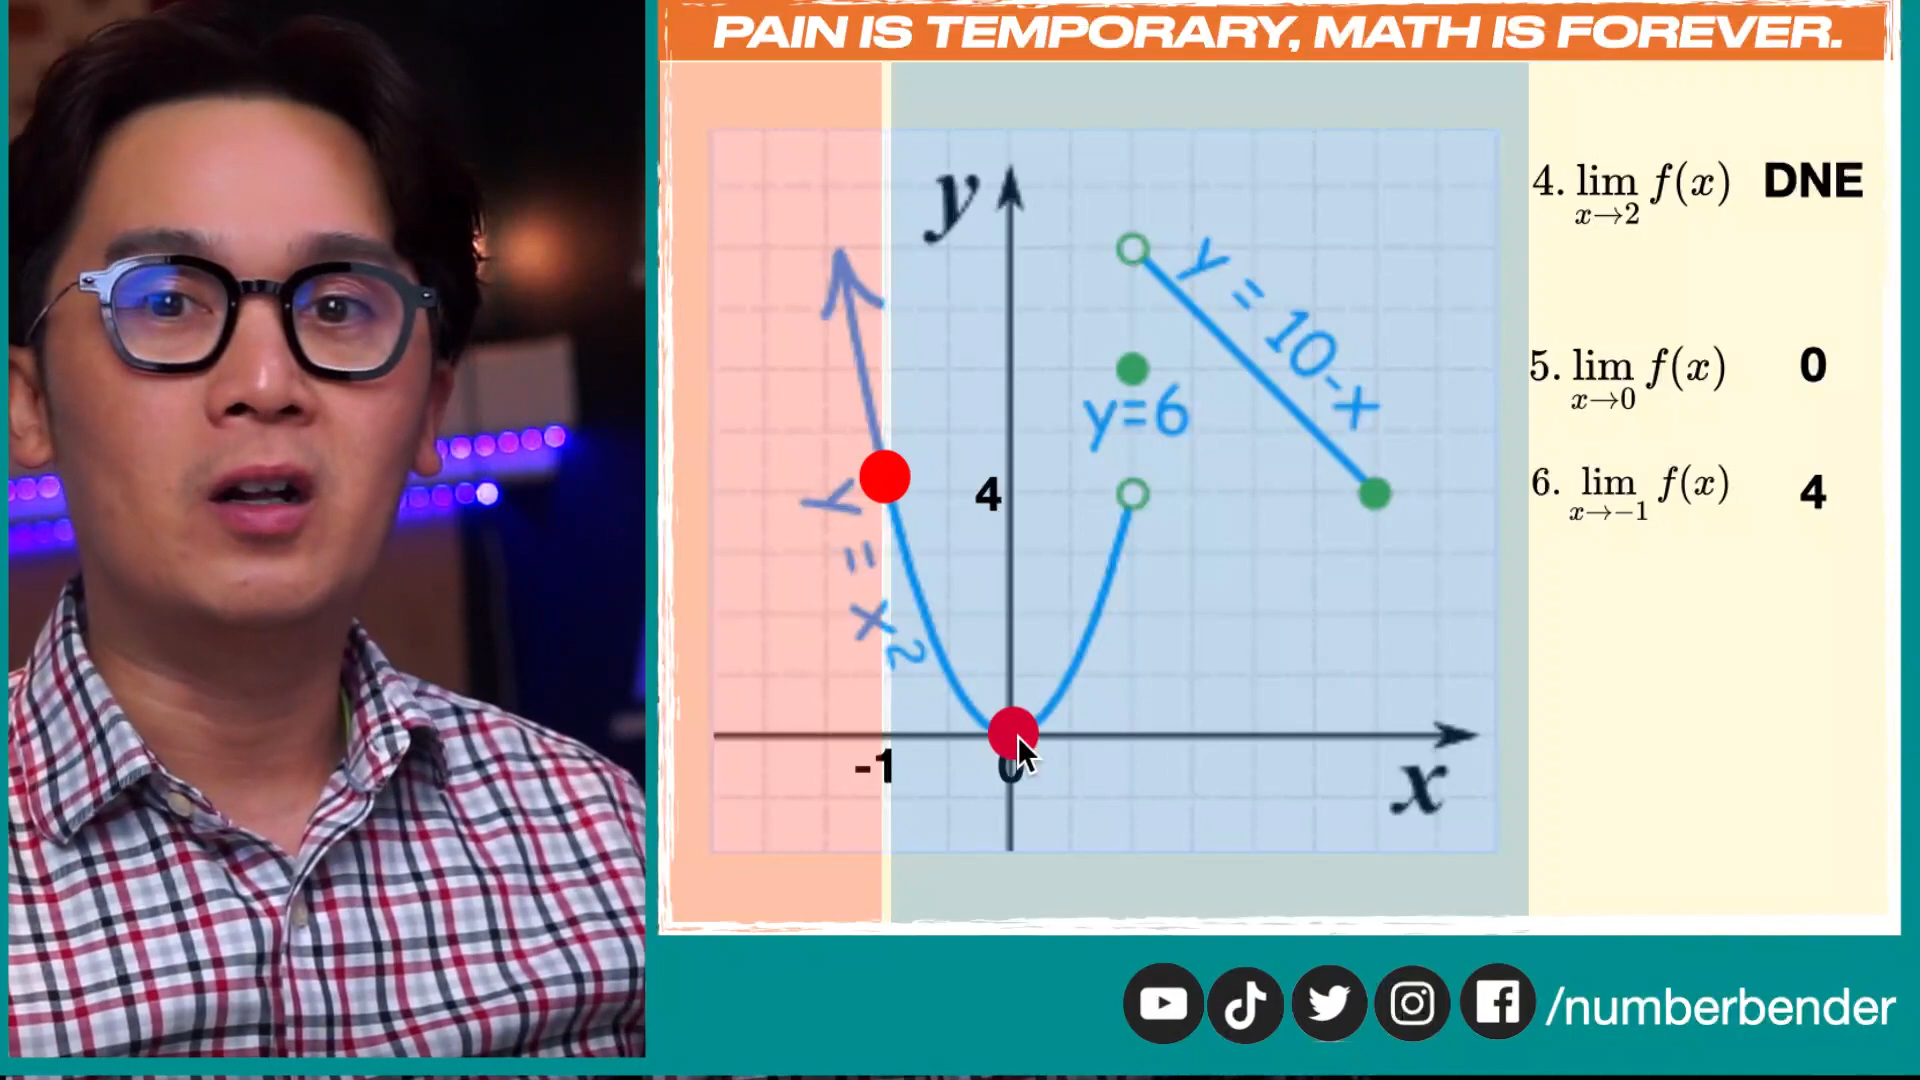 PAIN IS TEMPORARY, MATH IS FOREVER.
y
y = 10-x
y=6
4
y = x²
-1
0
x
4. lim f(x) DNE
x→2
5. lim f(x) 0
x→0
6. lim f(x) 4
x→-1
/numberbender